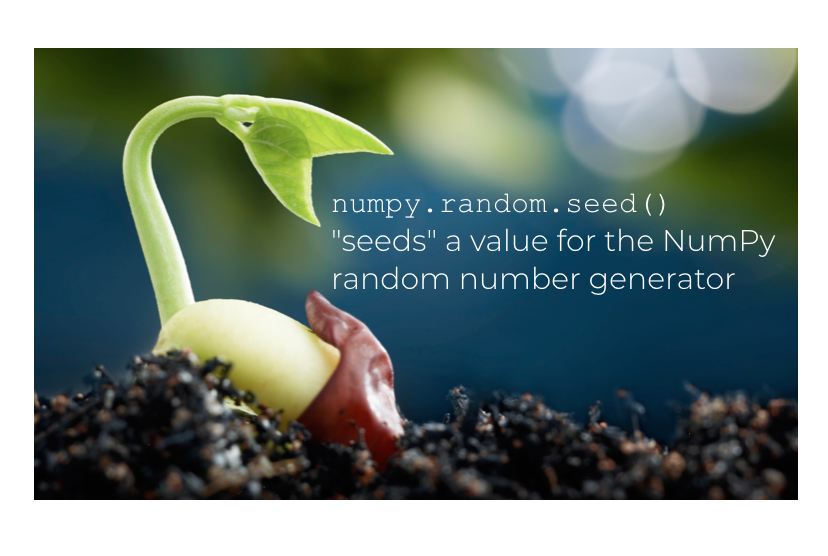 numpy.random.seed()
"seeds" a value for the NumPy
random number generator